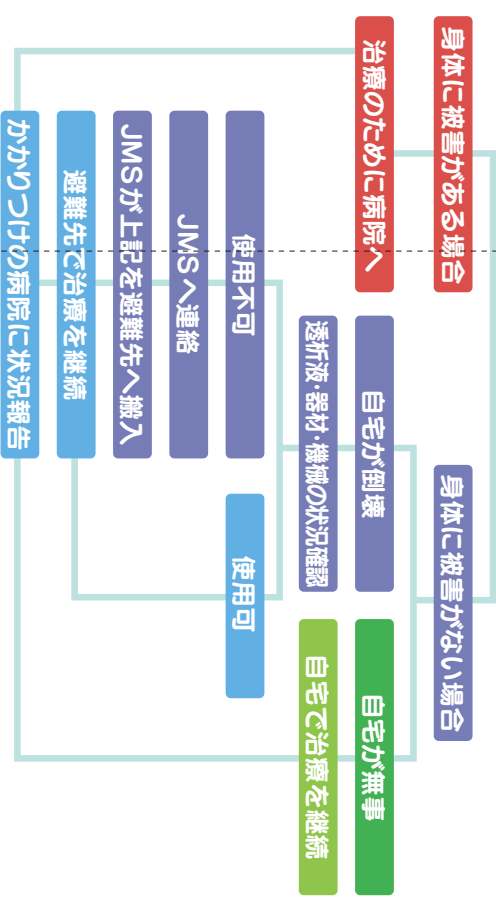 身体に被害がある場合
治療のために病院へ
身体に被害がない場合
自宅が倒壊
透析液・器材・機械の状況確認
使用不可
JMSへ連絡
JMSが上記を避難先へ搬入
避難先で治療を継続
使用可
自宅が無事
自宅で治療を継続
かかりつけの病院に状況報告